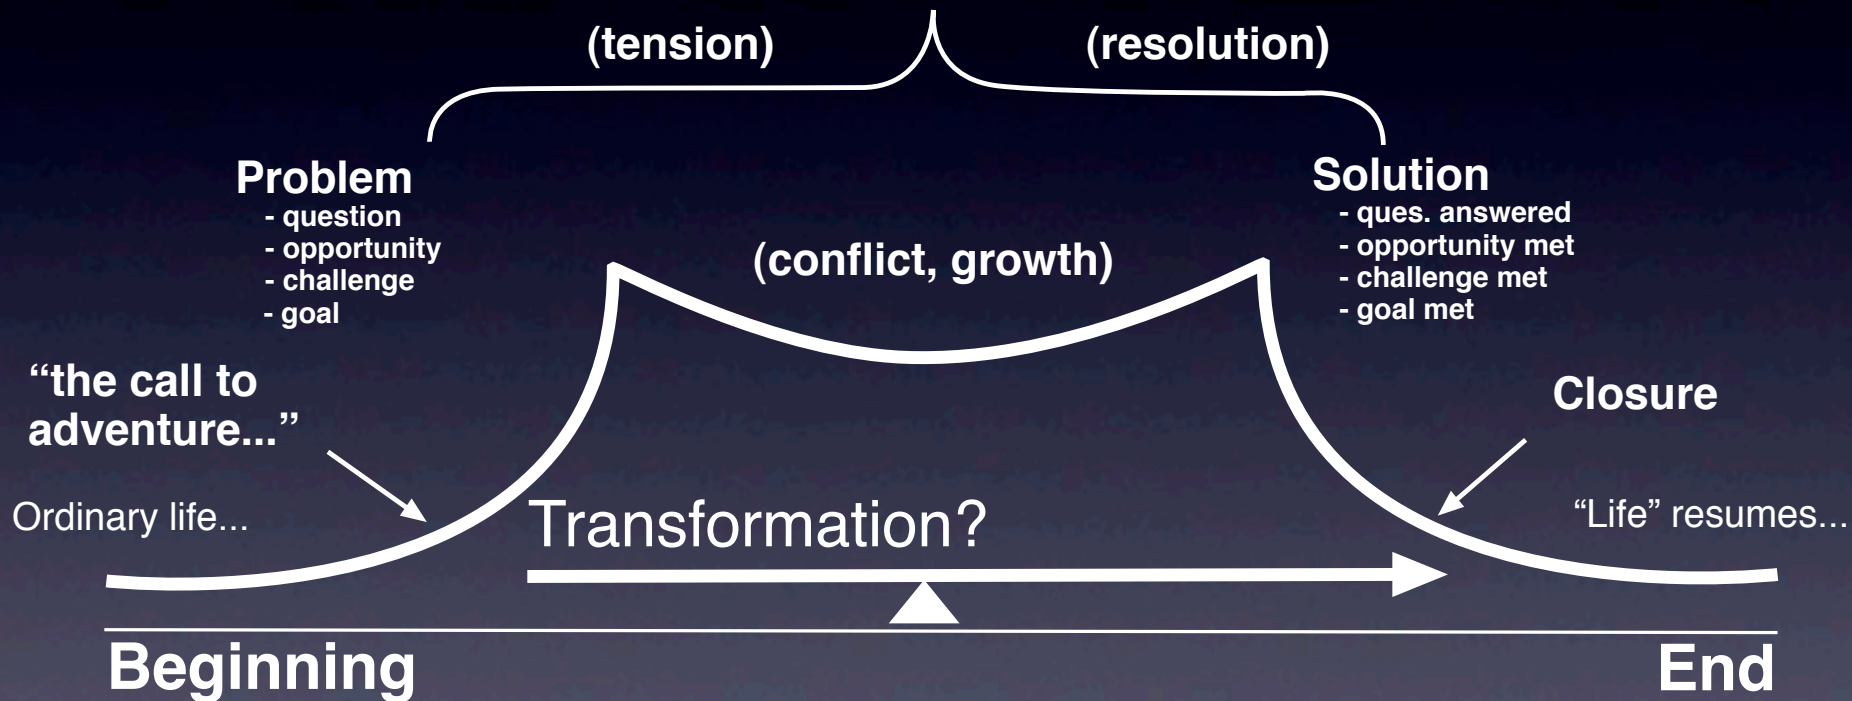 (tension)
(resolution)
Problem
- question
- opportunity
- challenge
- goal
Solution
- ques. answered
- opportunity met
- challenge met
- goal met
(conflict, growth)
“the call to
adventure...”
Closure
Ordinary life...
Transformation?
“Life” resumes...
Beginning
End